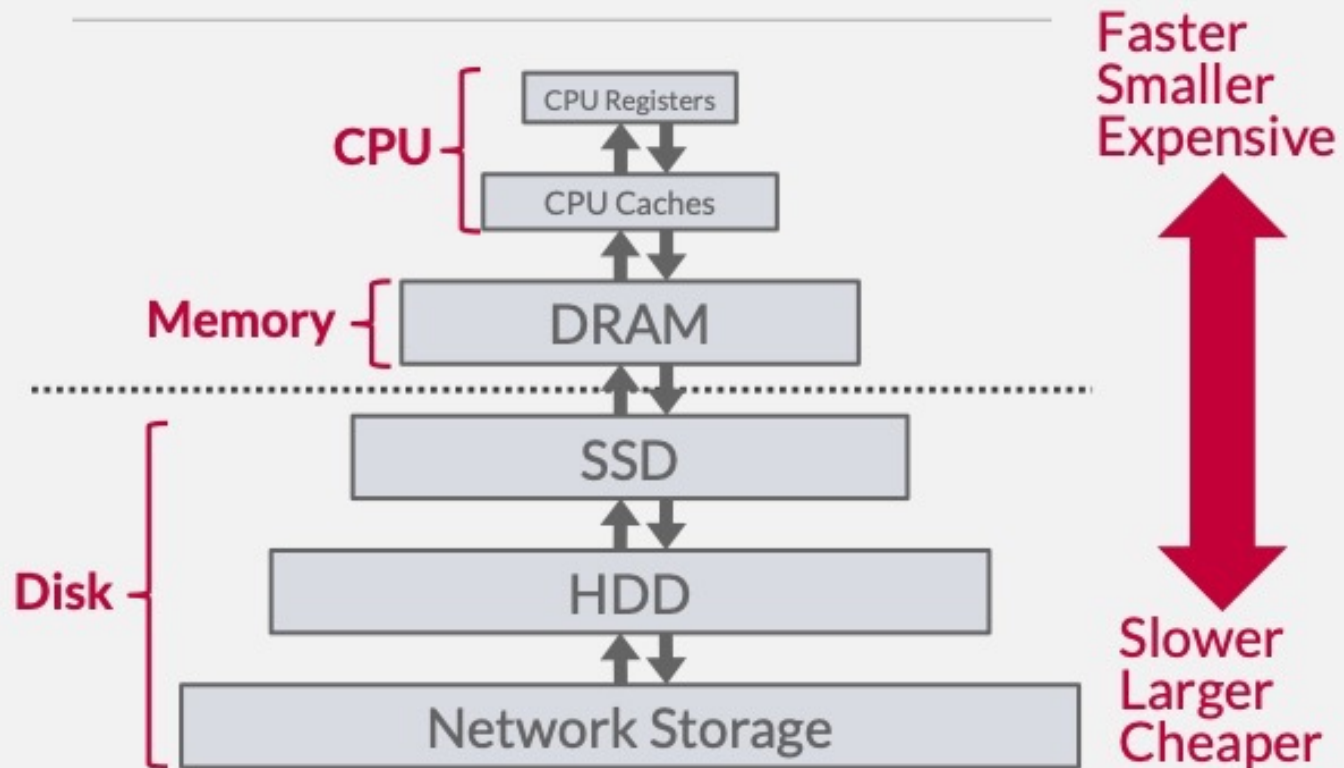 Faster
Smaller
Expensive
CPU Registers
CPU
CPU Caches
Memory
DRAM
SSD
Disk
HDD
Slower
Larger
Cheaper
Network Storage